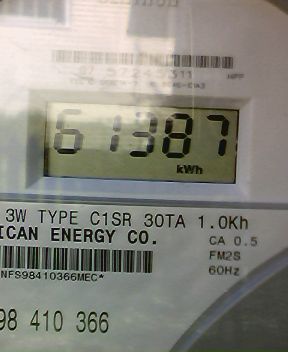 61387
kWh
3W TYPE C1SR 30TA 1.0Kh
ICAN ENERGY CO.
CA 0.5
FM2S
60Hz
NFS98410366MEC*
98 410 366